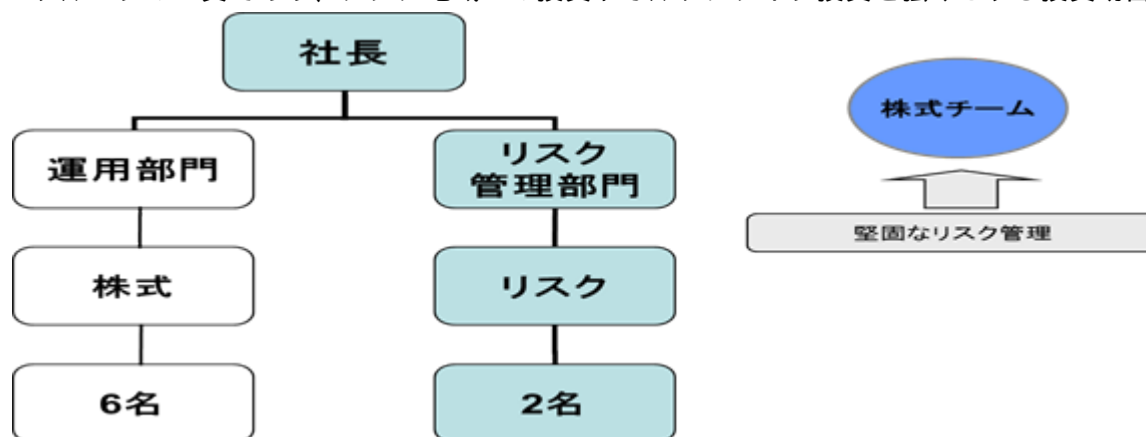 社長
運用部門
リスク
管理部門
株式
リスク
6名
2名
株式チーム
堅固なリスク管理